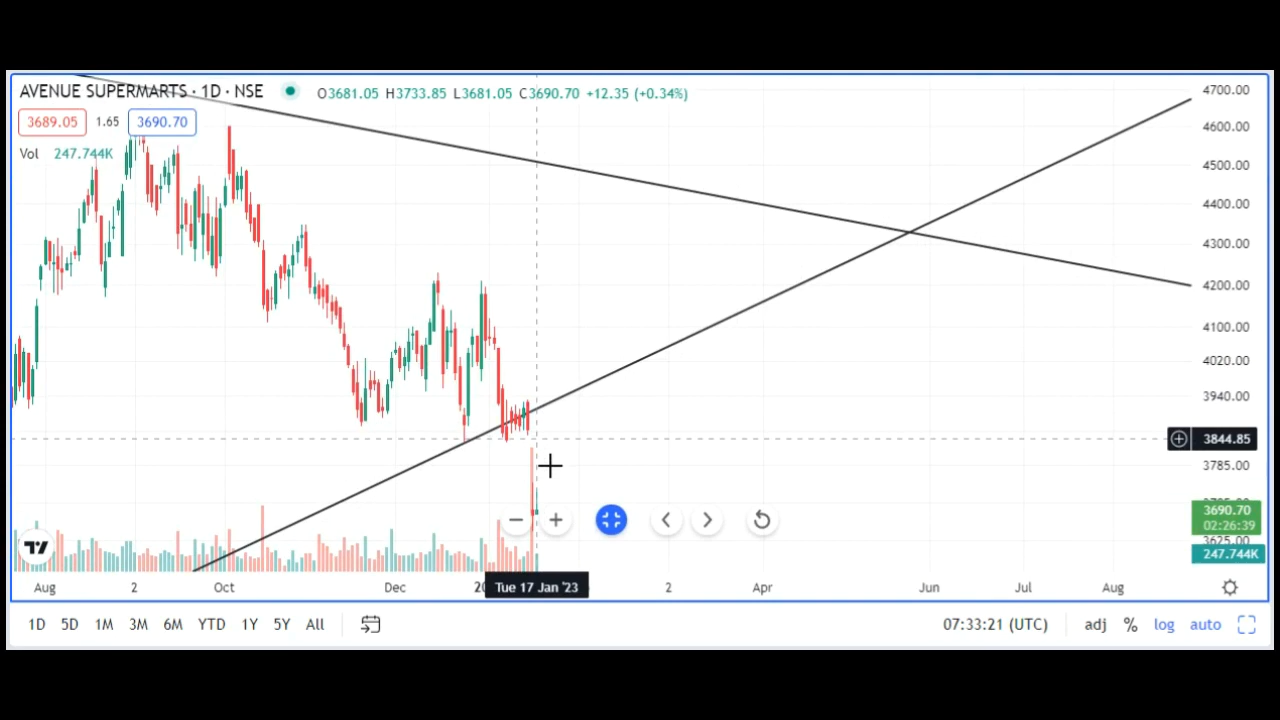 AVENUE SUPERMARTS · 1D · NSE O3681.05 H3733.85 L3681.05 C3690.70 +12.35 (+0.34%)
3689.05 1.65 3690.70
Vol 247.744K
4700.00
4600.00
4500.00
4400.00
4300.00
4200.00
4100.00
4020.00
3940.00
3844.85
3785.00
3690.70
02:26:39
3625.00
247.744K
Aug 2 Oct Dec Tue 17 Jan '23 2 Apr Jun Jul Aug
1D 5D 1M 3M 6M YTD 1Y 5Y All 07:33:21 (UTC) adj % log auto